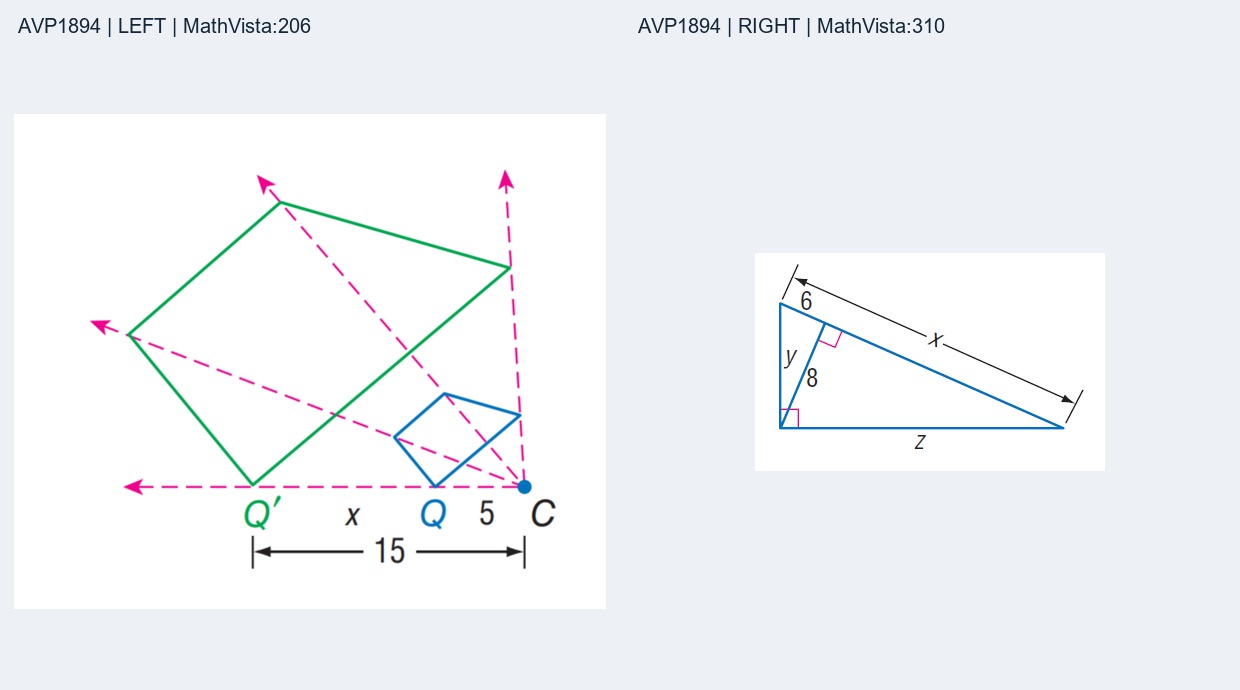 AVP1894 | LEFT | MathVista:206
Q′ x Q 5 C
15
AVP1894 | RIGHT | MathVista:310
6
x
y
8
z